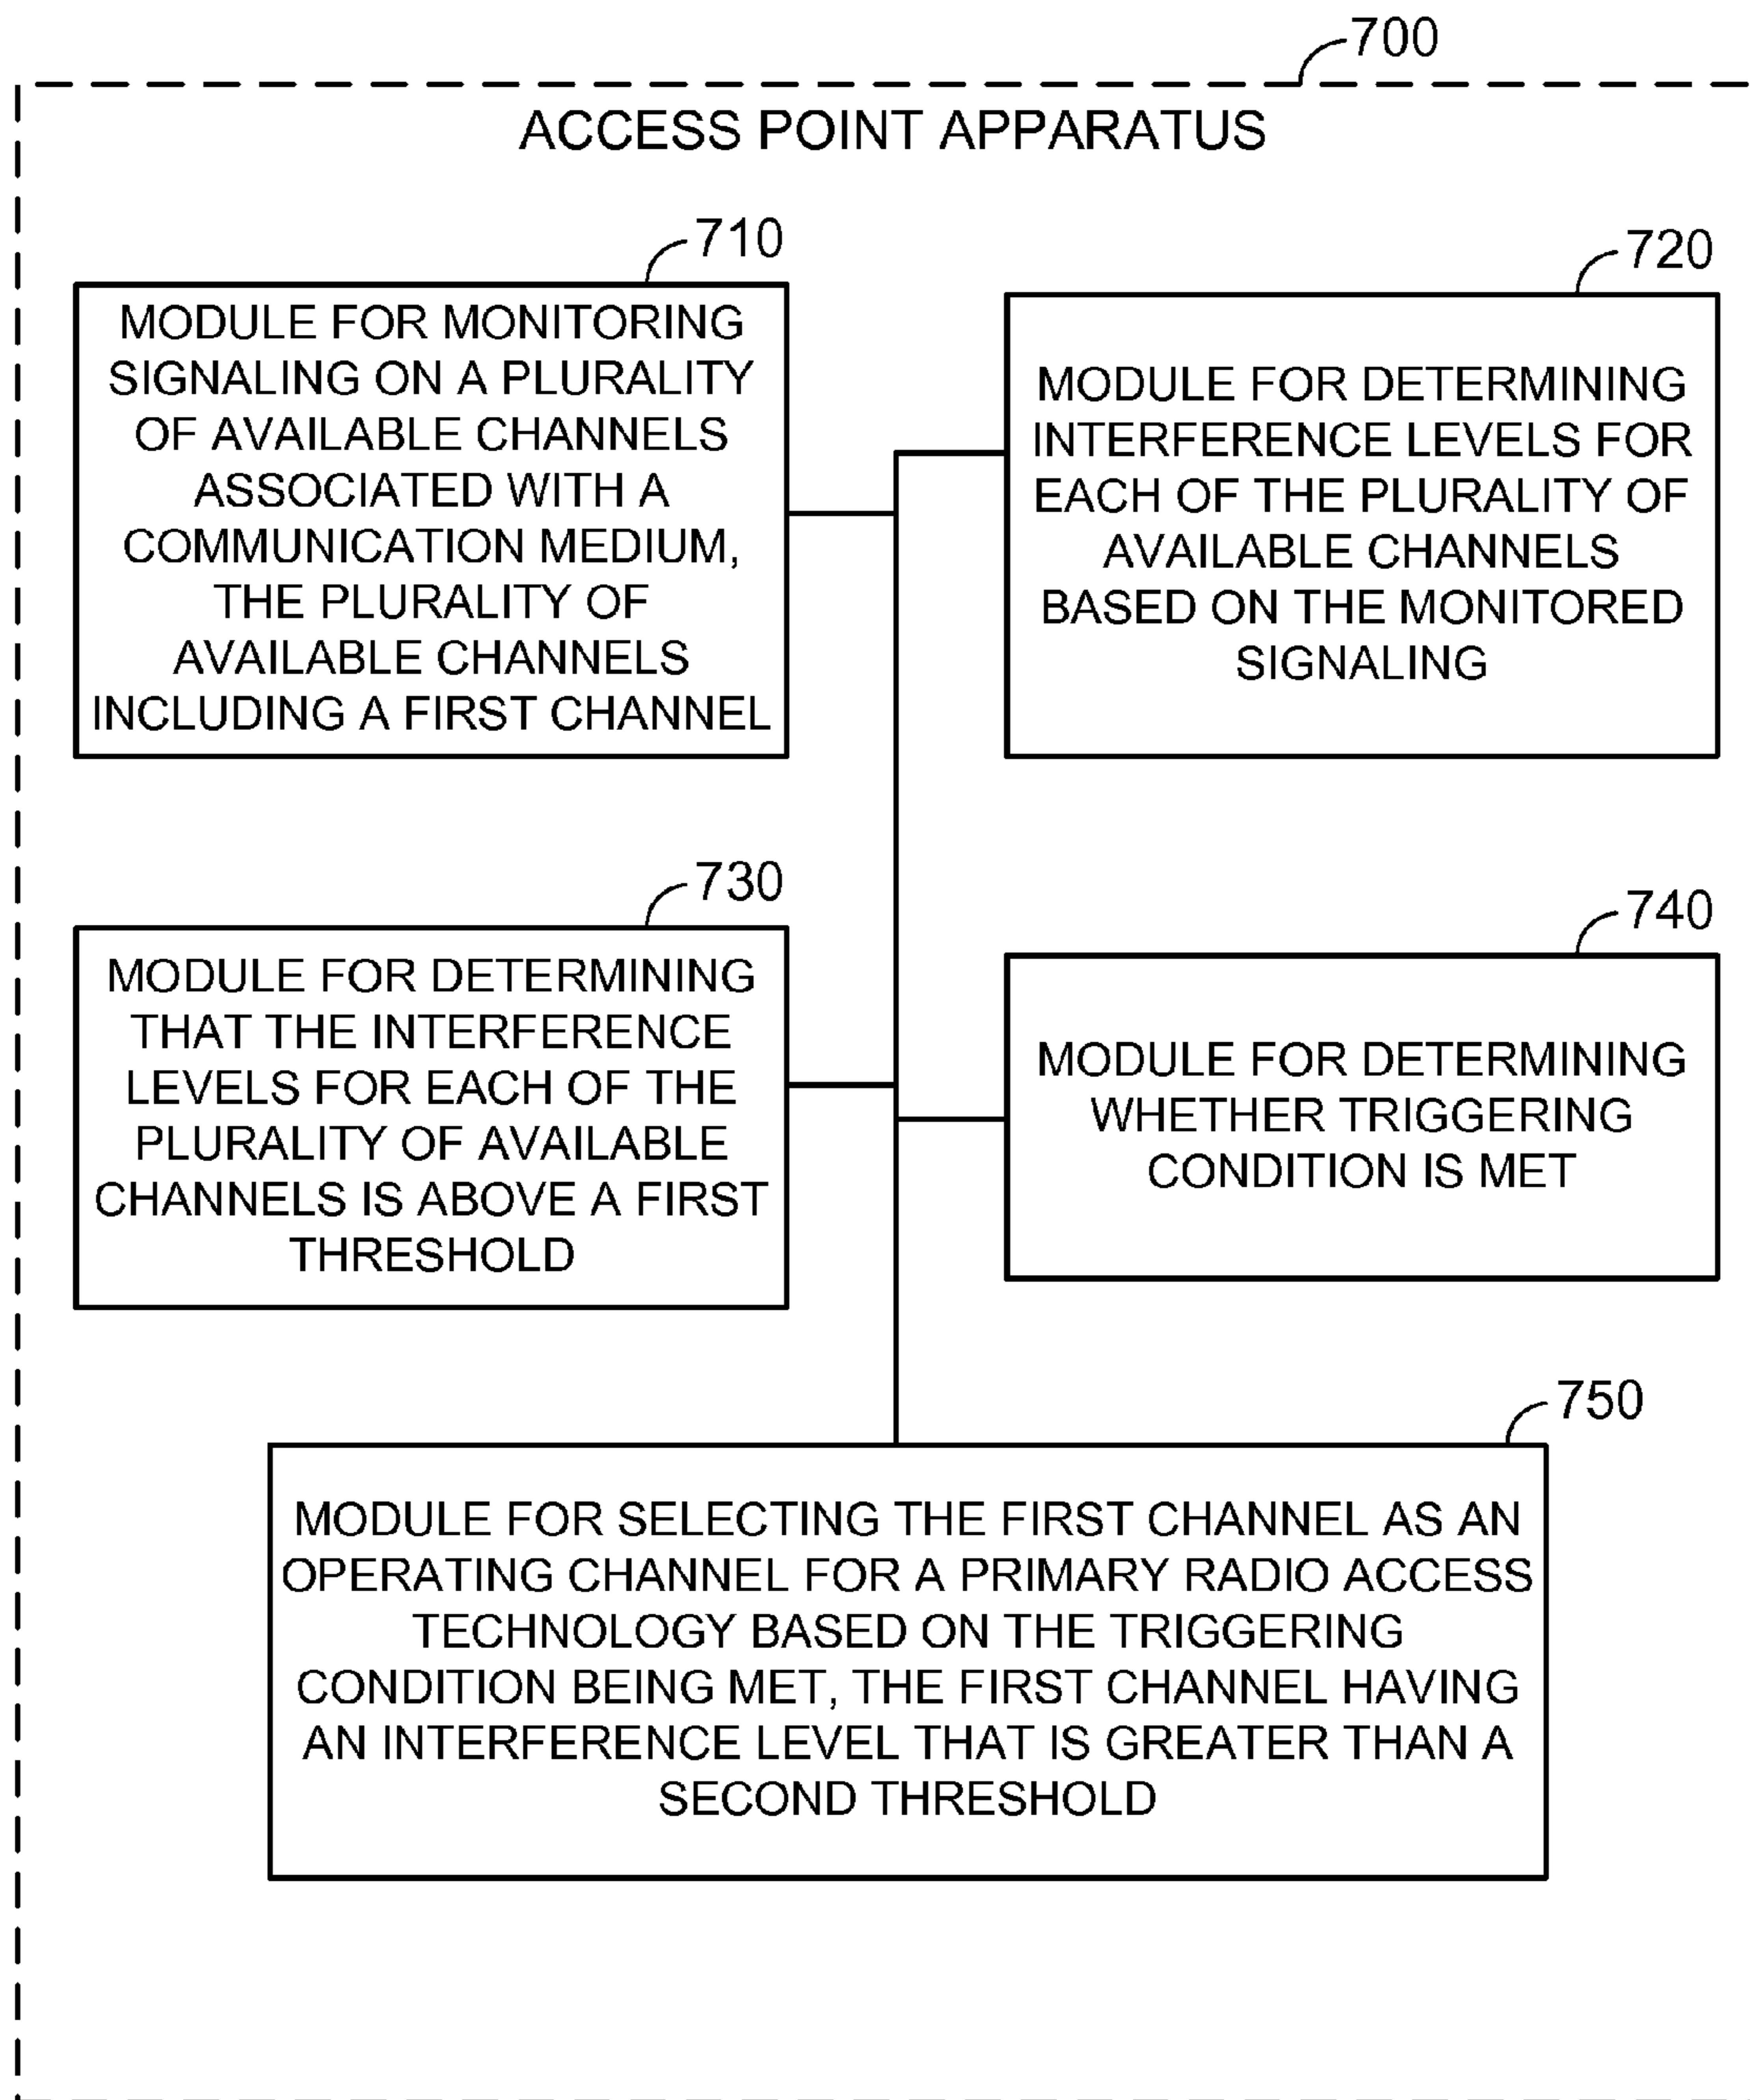 700
ACCESS POINT APPARATUS
710
MODULE FOR MONITORING
SIGNALING ON A PLURALITY
OF AVAILABLE CHANNELS
ASSOCIATED WITH A
COMMUNICATION MEDIUM,
THE PLURALITY OF
AVAILABLE CHANNELS
INCLUDING A FIRST CHANNEL
720
MODULE FOR DETERMINING
INTERFERENCE LEVELS FOR
EACH OF THE PLURALITY OF
AVAILABLE CHANNELS
BASED ON THE MONITORED
SIGNALING
730
MODULE FOR DETERMINING
THAT THE INTERFERENCE
LEVELS FOR EACH OF THE
PLURALITY OF AVAILABLE
CHANNELS IS ABOVE A FIRST
THRESHOLD
740
MODULE FOR DETERMINING
WHETHER TRIGGERING
CONDITION IS MET
750
MODULE FOR SELECTING THE FIRST CHANNEL AS AN
OPERATING CHANNEL FOR A PRIMARY RADIO ACCESS
TECHNOLOGY BASED ON THE TRIGGERING
CONDITION BEING MET, THE FIRST CHANNEL HAVING
AN INTERFERENCE LEVEL THAT IS GREATER THAN A
SECOND THRESHOLD